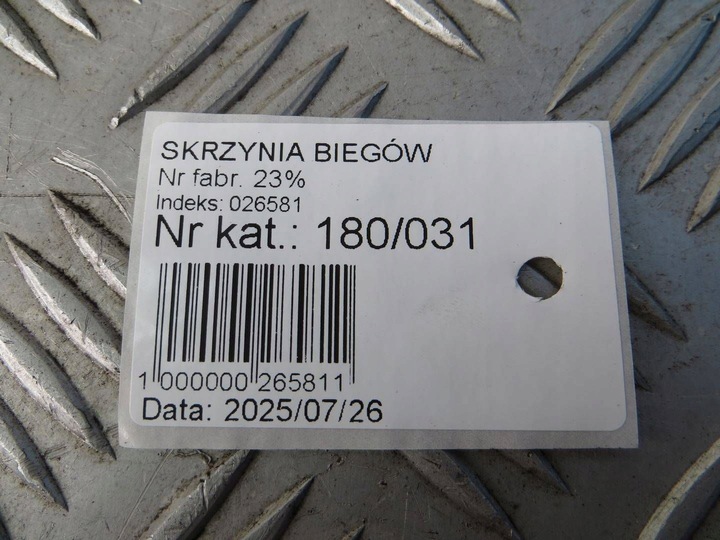 SKRZYNIA BIEGÓW
Nr fabr. 23%
Indeks: 026581
Nr kat.: 180/031
1 000000 265811
Data: 2025/07/26